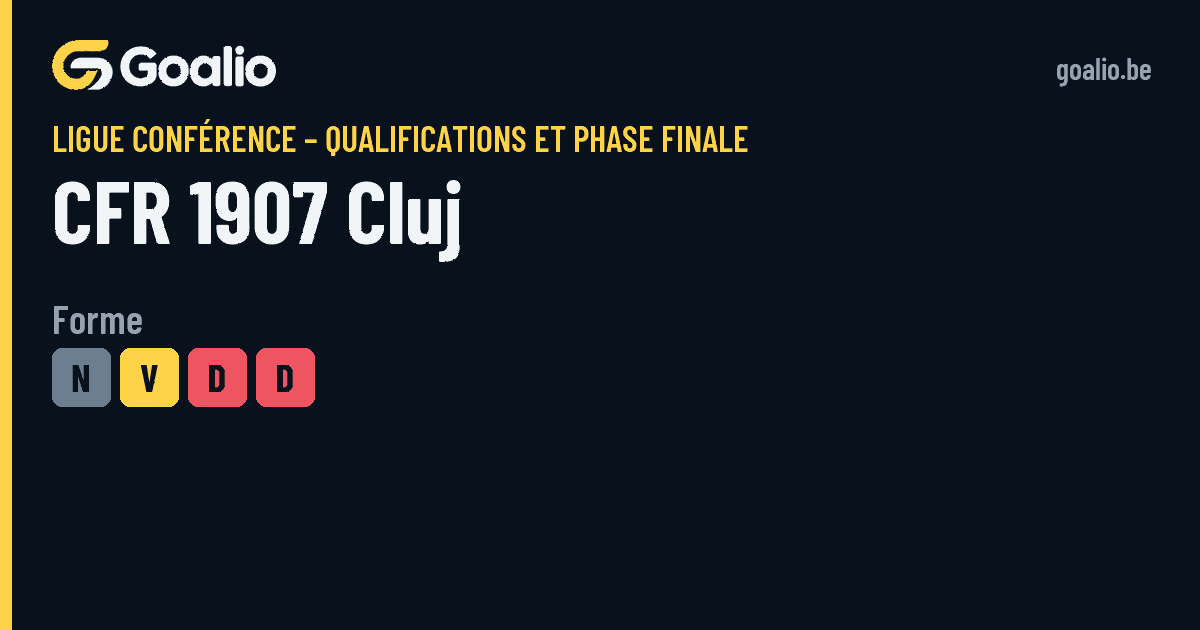 Goalio
goalio.be
LIGUE CONFÉRENCE – QUALIFICATIONS ET PHASE FINALE
CFR 1907 Cluj
Forme
N V D D